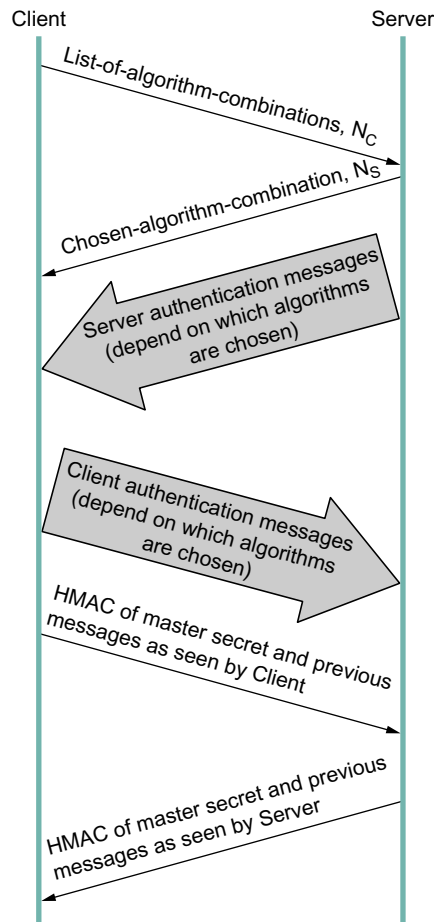 Client
Server
List-of-algorithm-combinations, NC
Chosen-algorithm-combination, NS
Server authentication messages
(depend on which algorithms
are chosen)
Client authentication messages
(depend on which algorithms
are chosen)
HMAC of master secret and previous
messages as seen by Client
HMAC of master secret and previous
messages as seen by Server